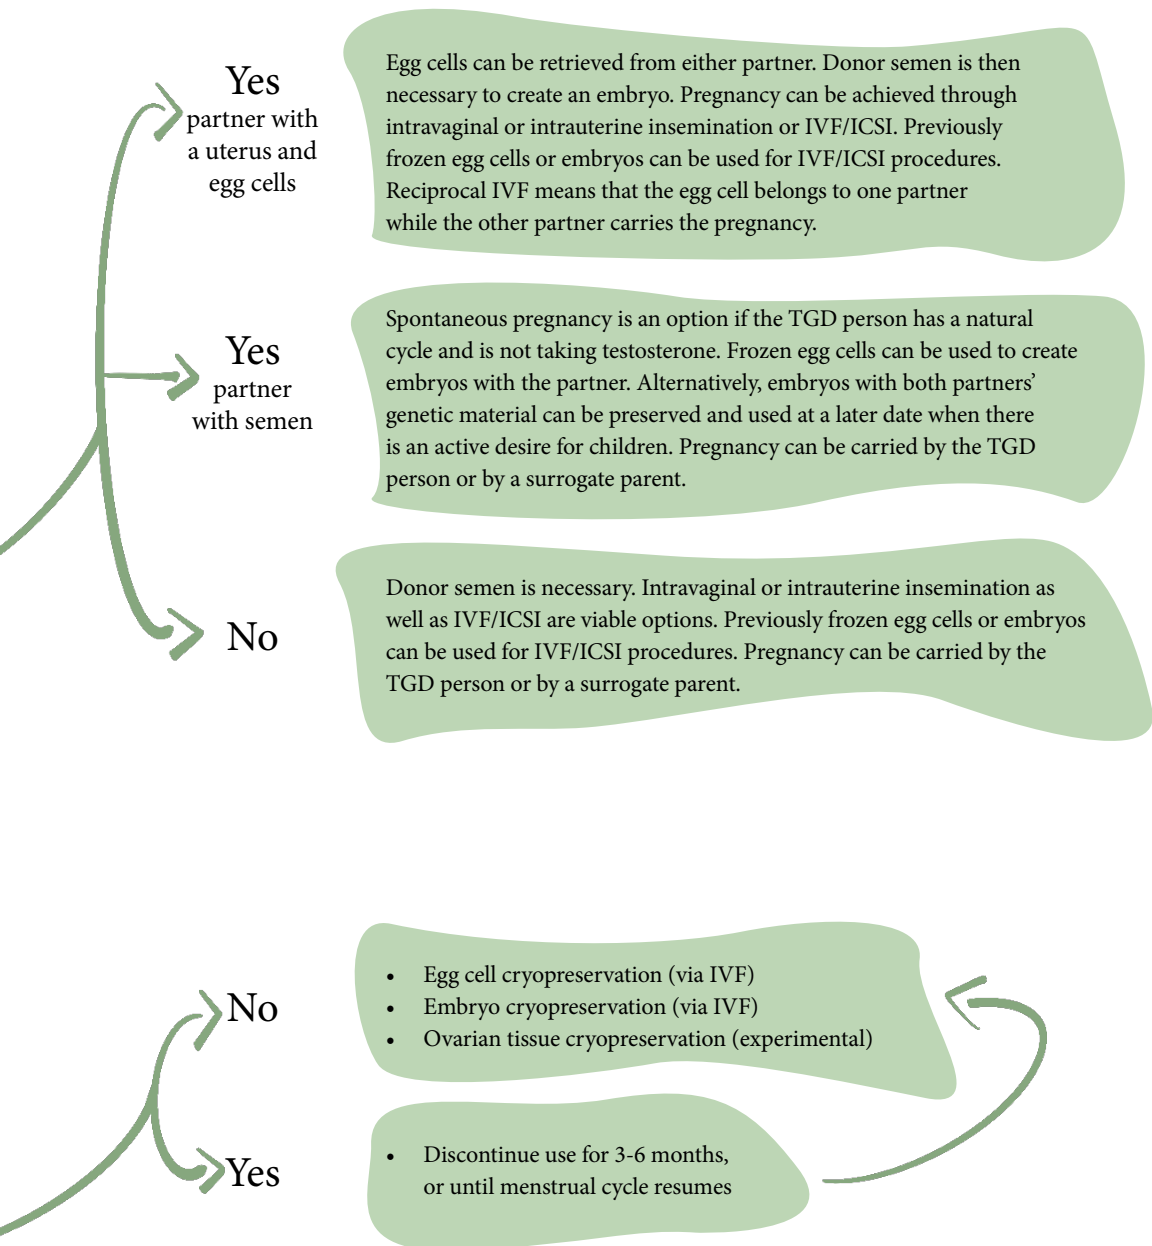 Yes
partner with
a uterus and
egg cells
Egg cells can be retrieved from either partner. Donor semen is then
necessary to create an embryo. Pregnancy can be achieved through
intravaginal or intrauterine insemination or IVF/ICSI. Previously
frozen egg cells or embryos can be used for IVF/ICSI procedures.
Reciprocal IVF means that the egg cell belongs to one partner
while the other partner carries the pregnancy.
Yes
partner
with semen
Spontaneous pregnancy is an option if the TGD person has a natural
cycle and is not taking testosterone. Frozen egg cells can be used to create
embryos with the partner. Alternatively, embryos with both partners’
genetic material can be preserved and used at a later date when there
is an active desire for children. Pregnancy can be carried by the TGD
person or by a surrogate parent.
No
Donor semen is necessary. Intravaginal or intrauterine insemination as
well as IVF/ICSI are viable options. Previously frozen egg cells or embryos
can be used for IVF/ICSI procedures. Pregnancy can be carried by the
TGD person or by a surrogate parent.
No
• Egg cell cryopreservation (via IVF)
• Embryo cryopreservation (via IVF)
• Ovarian tissue cryopreservation (experimental)
Yes
• Discontinue use for 3-6 months,
or until menstrual cycle resumes